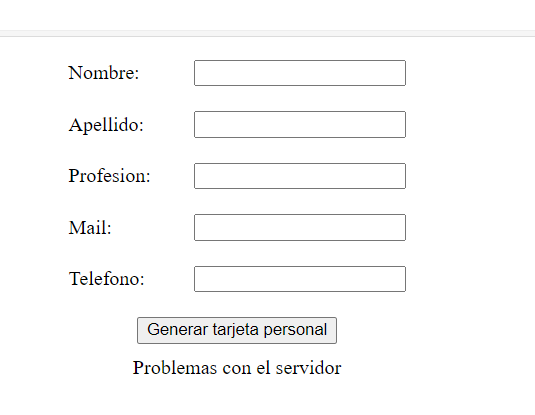 Nombre:
Apellido:
Profesion:
Mail:
Telefono:
Generar tarjeta personal
Problemas con el servidor